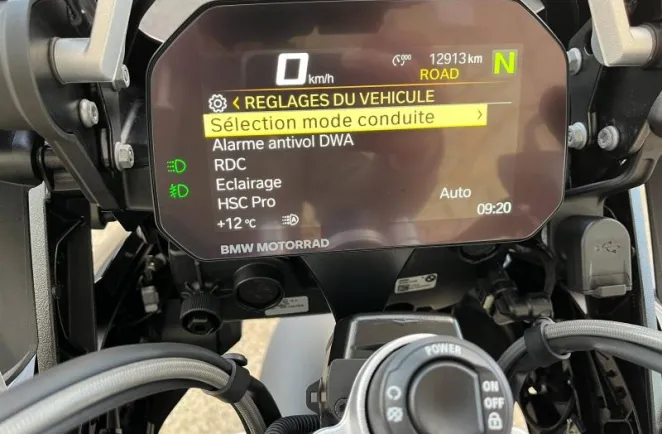 0 km/h
12913 km
ROAD
N
< REGLAGES DU VEHICULE
Sélection mode conduite >
Alarme antivol DWA
RDC
Eclairage
HSC Pro
Auto
+12 °C
09:20
BMW MOTORRAD
POWER
ON
OFF